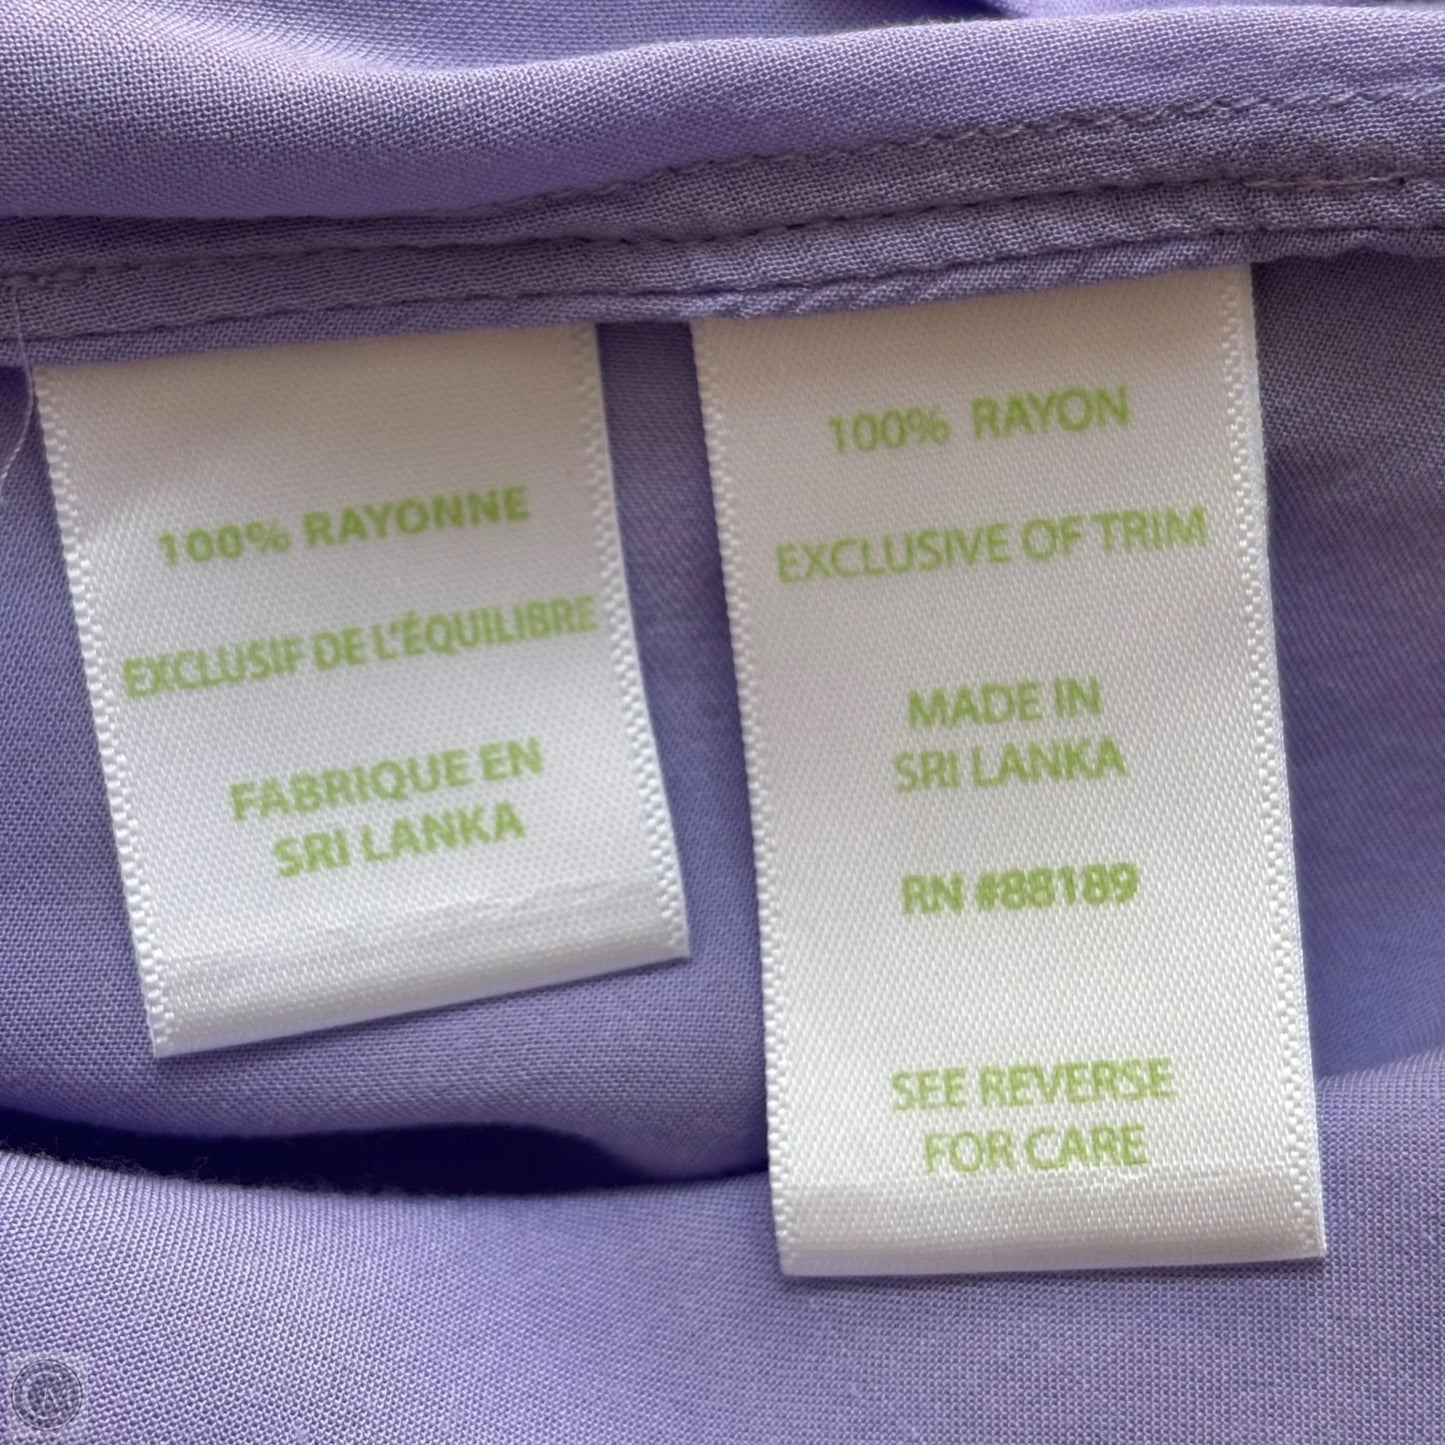 100% RAYONNE
EXCLUSIF DE L'ÉQUILIBRE
FABRIQUE EN
SRI LANKA
100% RAYON
EXCLUSIVE OF TRIM
MADE IN
SRI LANKA
RN #88189
SEE REVERSE
FOR CARE